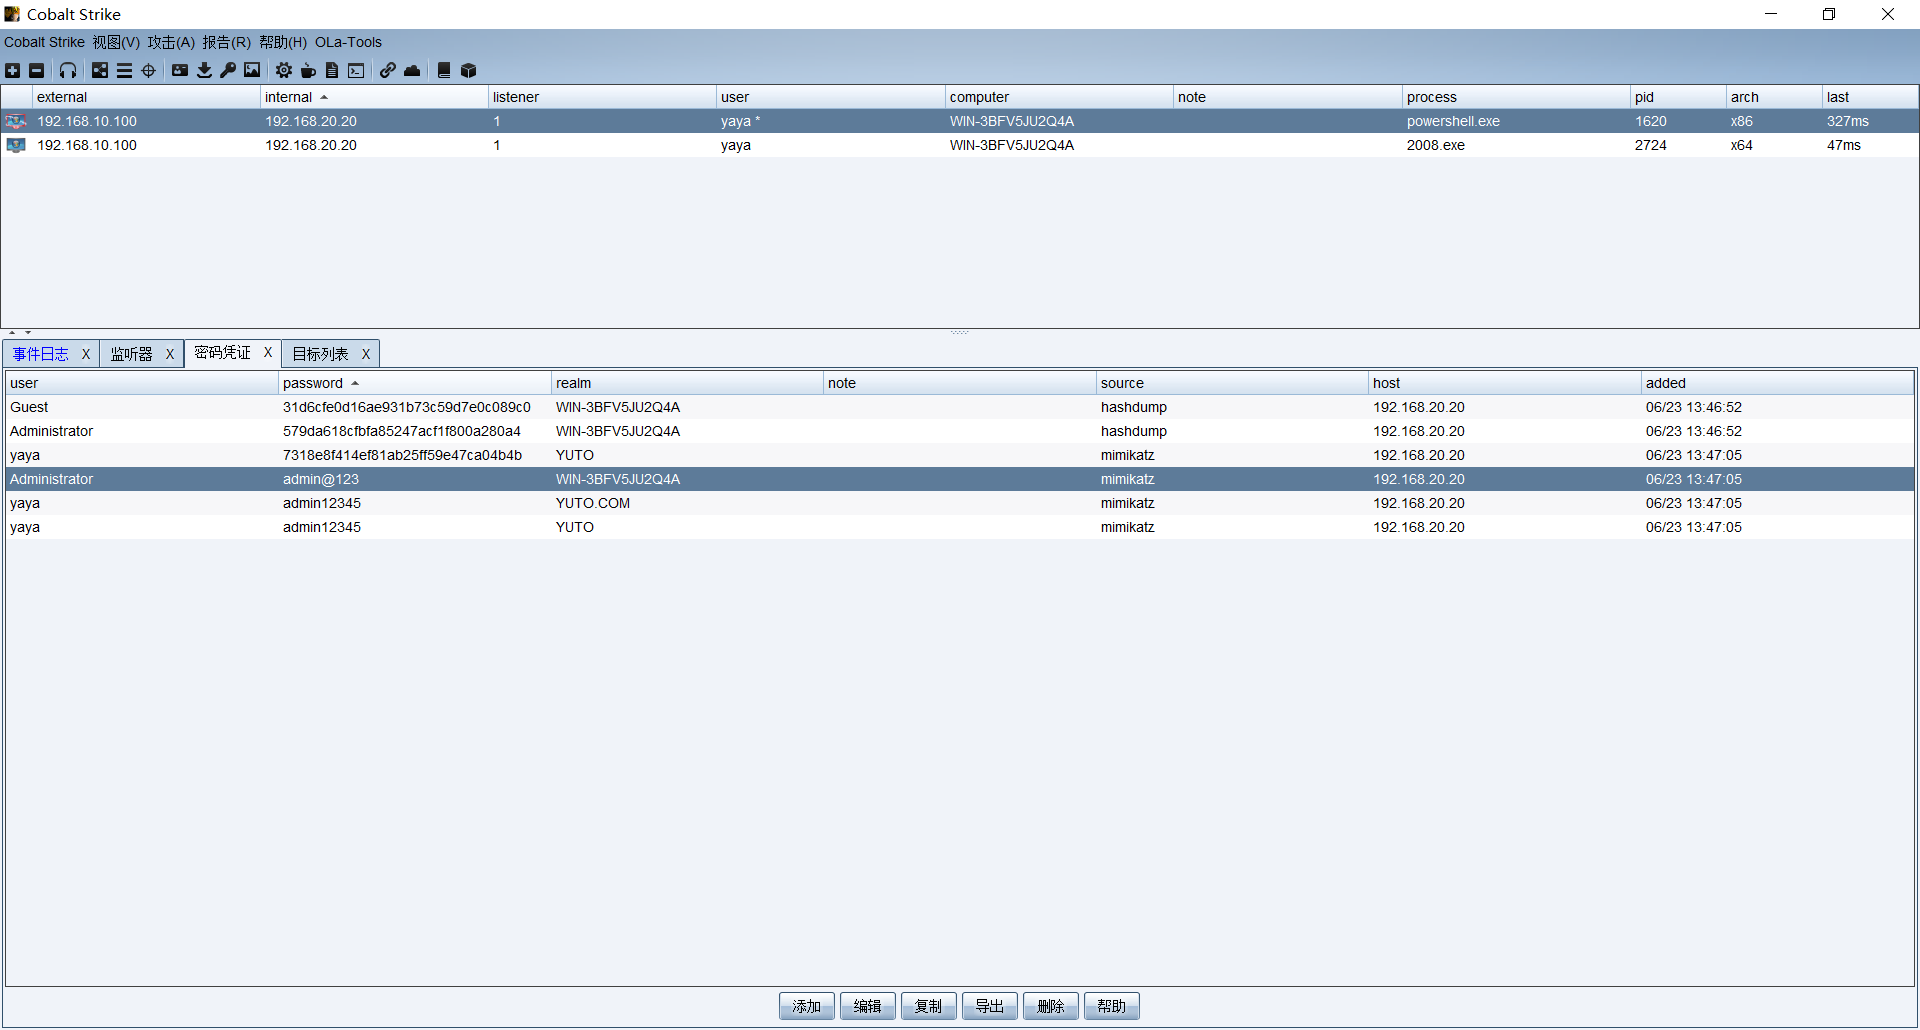 Cobalt Strike
Cobalt Strike 视图(V) 攻击(A) 报告(R) 帮助(H) OLa-Tools
external internal listener user computer note process pid arch last
192.168.10.100 192.168.20.20 1 yaya * WIN-3BFV5JU2Q4A powershell.exe 1620 x86 327ms
192.168.10.100 192.168.20.20 1 yaya WIN-3BFV5JU2Q4A 2008.exe 2724 x64 47ms
事件日志 X 监听器 X 密码凭证 X 目标列表 X
user password realm note source host added
Guest 31d6cfe0d16ae931b73c59d7e0c089c0 WIN-3BFV5JU2Q4A hashdump 192.168.20.20 06/23 13:46:52
Administrator 579da618cfbfa85247acf1f800a280a4 WIN-3BFV5JU2Q4A hashdump 192.168.20.20 06/23 13:46:52
yaya 7318e8f414ef81ab25ff59e47ca04b4b YUTO mimikatz 192.168.20.20 06/23 13:47:05
Administrator admin@123 WIN-3BFV5JU2Q4A mimikatz 192.168.20.20 06/23 13:47:05
yaya admin12345 YUTO.COM mimikatz 192.168.20.20 06/23 13:47:05
yaya admin12345 YUTO mimikatz 192.168.20.20 06/23 13:47:05
添加 编辑 复制 导出 删除 帮助